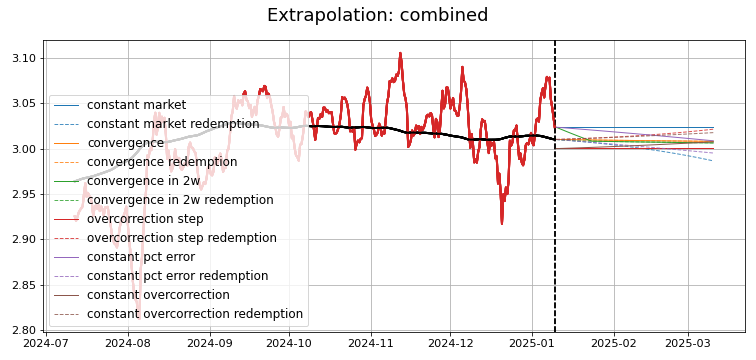 Extrapolation: combined
3.10
3.05
3.00
2.95
2.90
2.85
2.80
constant market
constant market redemption
convergence
convergence redemption
convergence in 2w
convergence in 2w redemption
overcorrection step
overcorrection step redemption
constant pct error
constant pct error redemption
constant overcorrection
constant overcorrection redemption
2024-07 2024-08 2024-09 2024-10 2024-11 2024-12 2025-01 2025-02 2025-03